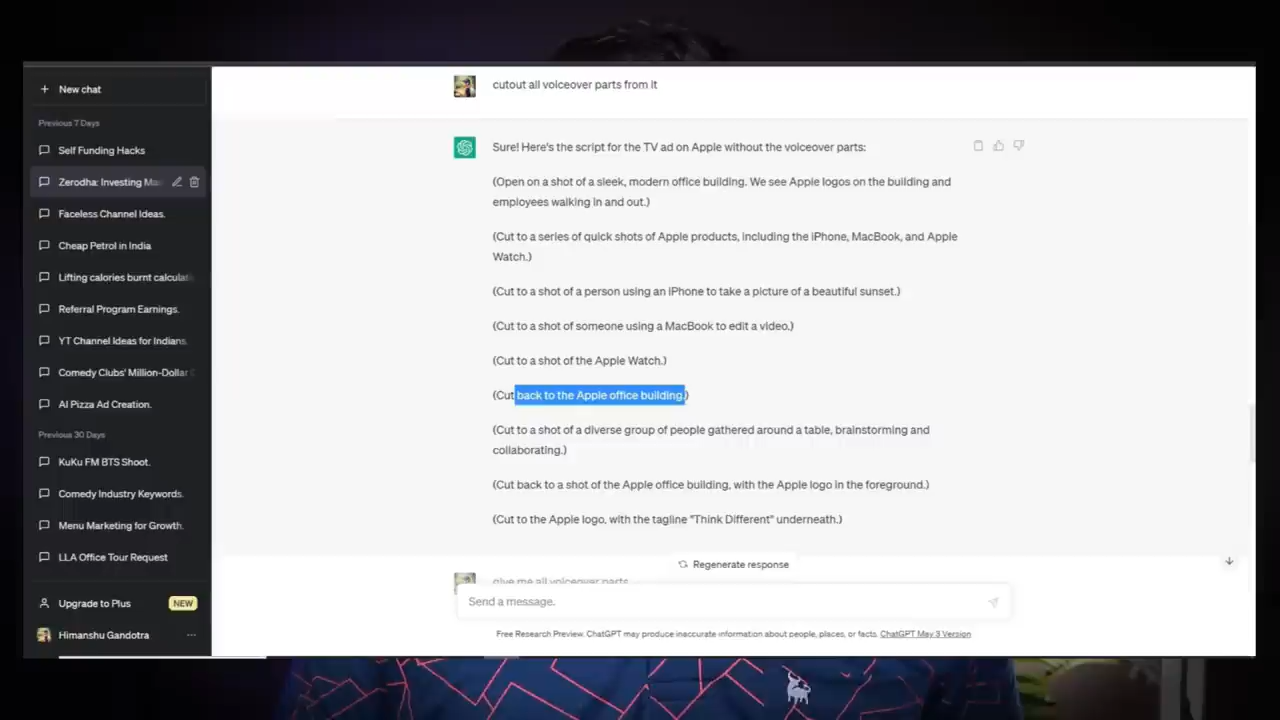 New chat
Previous 7 Days
Self Funding Hacks
Zerodha: Investing Ma
Faceless Channel Ideas.
Cheap Petrol in India
Lifting calories burnt calculati
Referral Program Earnings.
YT Channel Ideas for Indians.
Comedy Clubs' Million-Dollar
AI Pizza Ad Creation.
Previous 30 Days
KuKu FM BTS Shoot.
Comedy Industry Keywords.
Menu Marketing for Growth.
LLA Office Tour Request
Upgrade to Plus NEW
Himanshu Gandotra
cutout all voiceover parts from it
Sure! Here's the script for the TV ad on Apple without the voiceover parts:
(Open on a shot of a sleek, modern office building. We see Apple logos on the building and
employees walking in and out.)
(Cut to a series of quick shots of Apple products, including the iPhone, MacBook, and Apple
Watch.)
(Cut to a shot of a person using an iPhone to take a picture of a beautiful sunset.)
(Cut to a shot of someone using a MacBook to edit a video.)
(Cut to a shot of the Apple Watch.)
(Cut back to the Apple office building.)
(Cut to a shot of a diverse group of people gathered around a table, brainstorming and
collaborating.)
(Cut back to a shot of the Apple office building, with the Apple logo in the foreground.)
(Cut to the Apple logo, with the tagline "Think Different" underneath.)
Regenerate response
give me all voiceover parts
Send a message.
Free Research Preview. ChatGPT may produce inaccurate information about people, places, or facts. ChatGPT May 3 Version